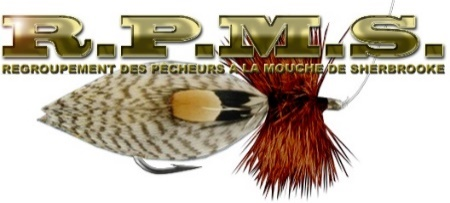 R.P.M.S.
REGROUPEMENT DES PECHEURS A LA MOUCHE DE SHERBROOKE